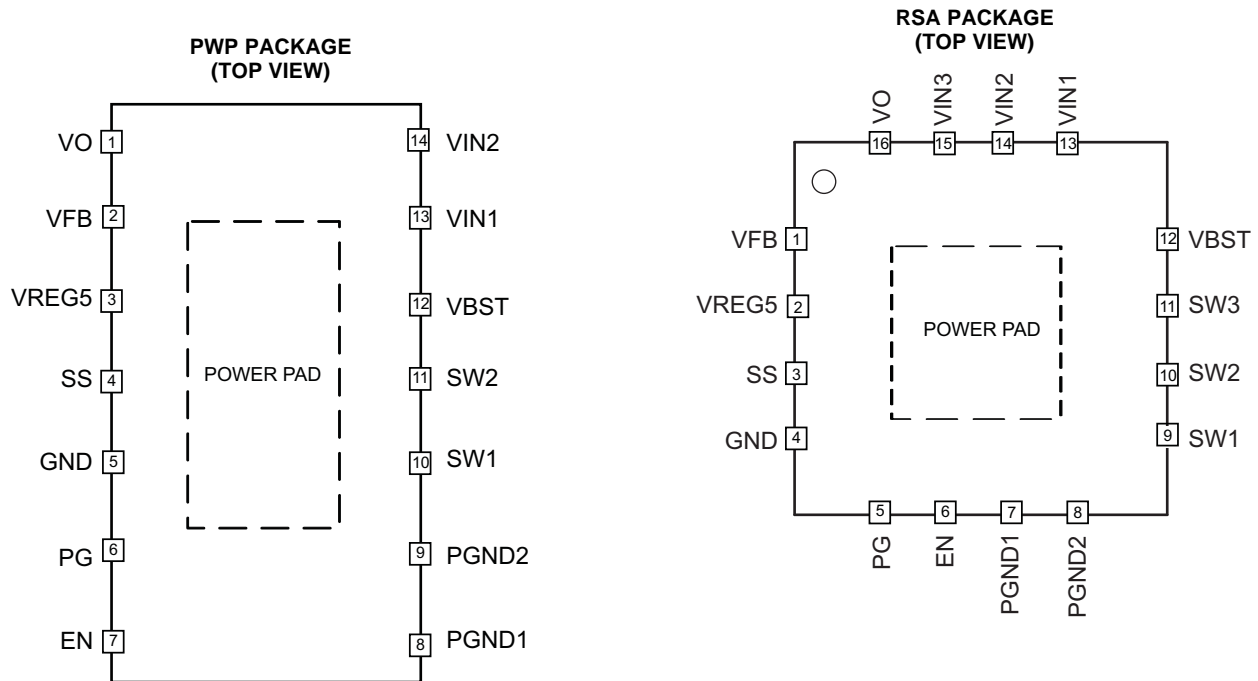 PWP PACKAGE
(TOP VIEW)
VO 1
VFB 2
VREG5 3
SS 4
GND 5
PG 6
EN 7
14 VIN2
13 VIN1
12 VBST
11 SW2
10 SW1
9 PGND2
8 PGND1
POWER PAD
RSA PACKAGE
(TOP VIEW)
VO
VIN3
VIN2
VIN1
16
15
14
13
VFB 1
VREG5 2
SS 3
GND 4
12 VBST
11 SW3
10 SW2
9 SW1
POWER PAD
5
6
7
8
PG
EN
PGND1
PGND2